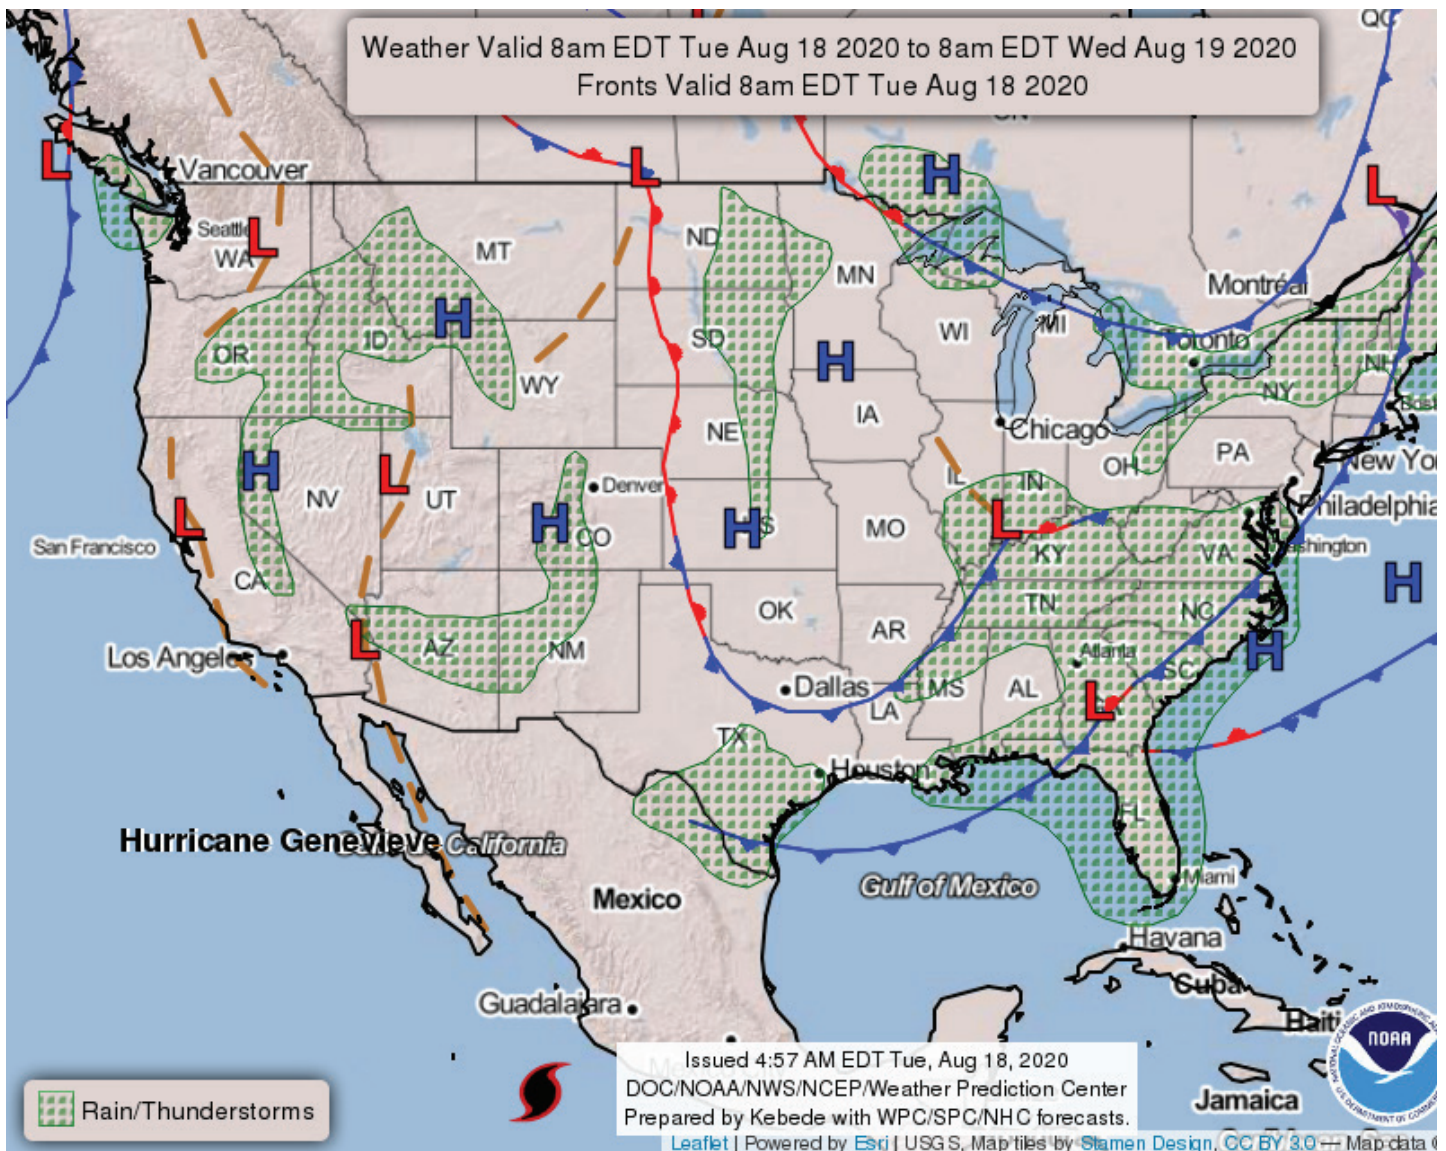 QC
Weather Valid 8am EDT Tue Aug 18 2020 to 8am EDT Wed Aug 19 2020
Fronts Valid 8am EDT Tue Aug 18 2020
L
Vancouver
L
H
L
Seattle
WA
L
MT
ND
MN
Montréal
H
ID
OR
SD
WI
MI
Toronto
NH
H
WY
NY
IA
NE
Chicago
PA
OH
New Yo
H
NV
L
UT
Denver
IL
IN
Philadelphia
L
San Francisco
H
CO
H
MO
L
KY
VA
Washington
CA
H
OK
AR
TN
NC
Los Angeles
L
AZ
NM
Atlanta
H
SC
Dallas
MS
AL
LA
L
TX
Houston
FL
Hurricane Genevieve
California
Gulf of Mexico
Miami
Mexico
Havana
Cuba
Guadalajara
Haiti
NOAA
Issued 4:57 AM EDT Tue, Aug 18, 2020
DOC/NOAA/NWS/NCEP/Weather Prediction Center
Prepared by Kebede with WPC/SPC/NHC forecasts.
Jamaica
Rain/Thunderstorms
Leaflet | Powered by Esri | USGS, Map tiles by Stamen Design, CC BY 3.0 — Map data ©